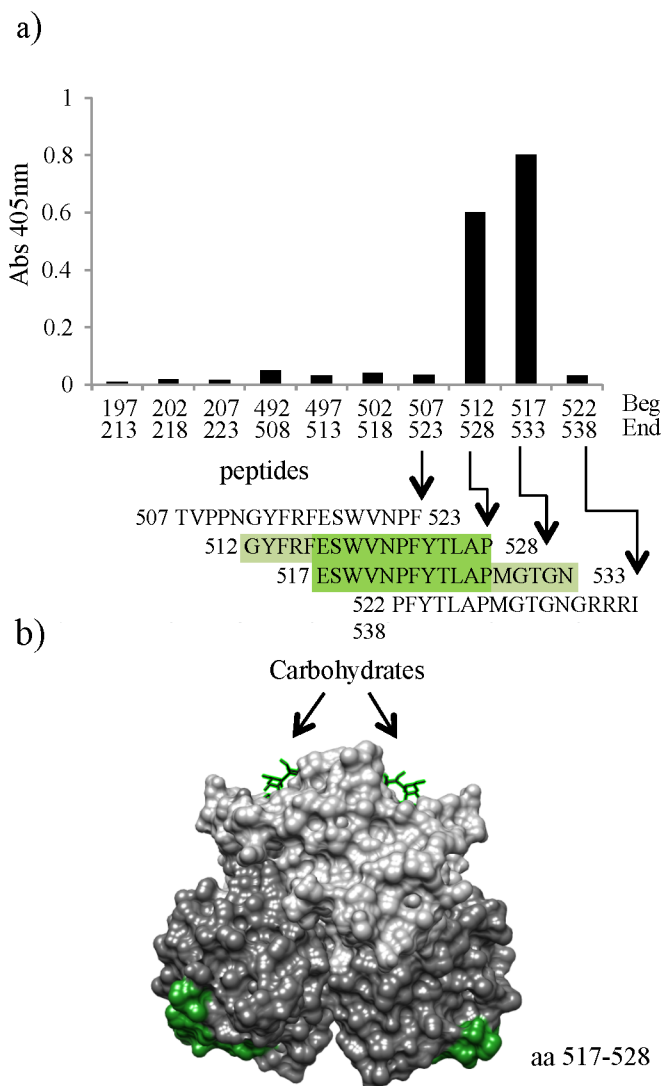 a)
1
0.8
0.6
0.4
0.2
0
Abs 405nm
197 202 207 492 497 502 507 512 517 522 Beg
213 218 223 508 513 518 523 528 533 538 End
peptides
507 TVPPNGYFRFESWVNPF 523
512 GYFRFESWVNPFYTLAP 528
517 ESWVNPFYTLAPMGTGN 533
522 PFYTLAPMGTGNGRRRI
538
b)
Carbohydrates
aa 517-528